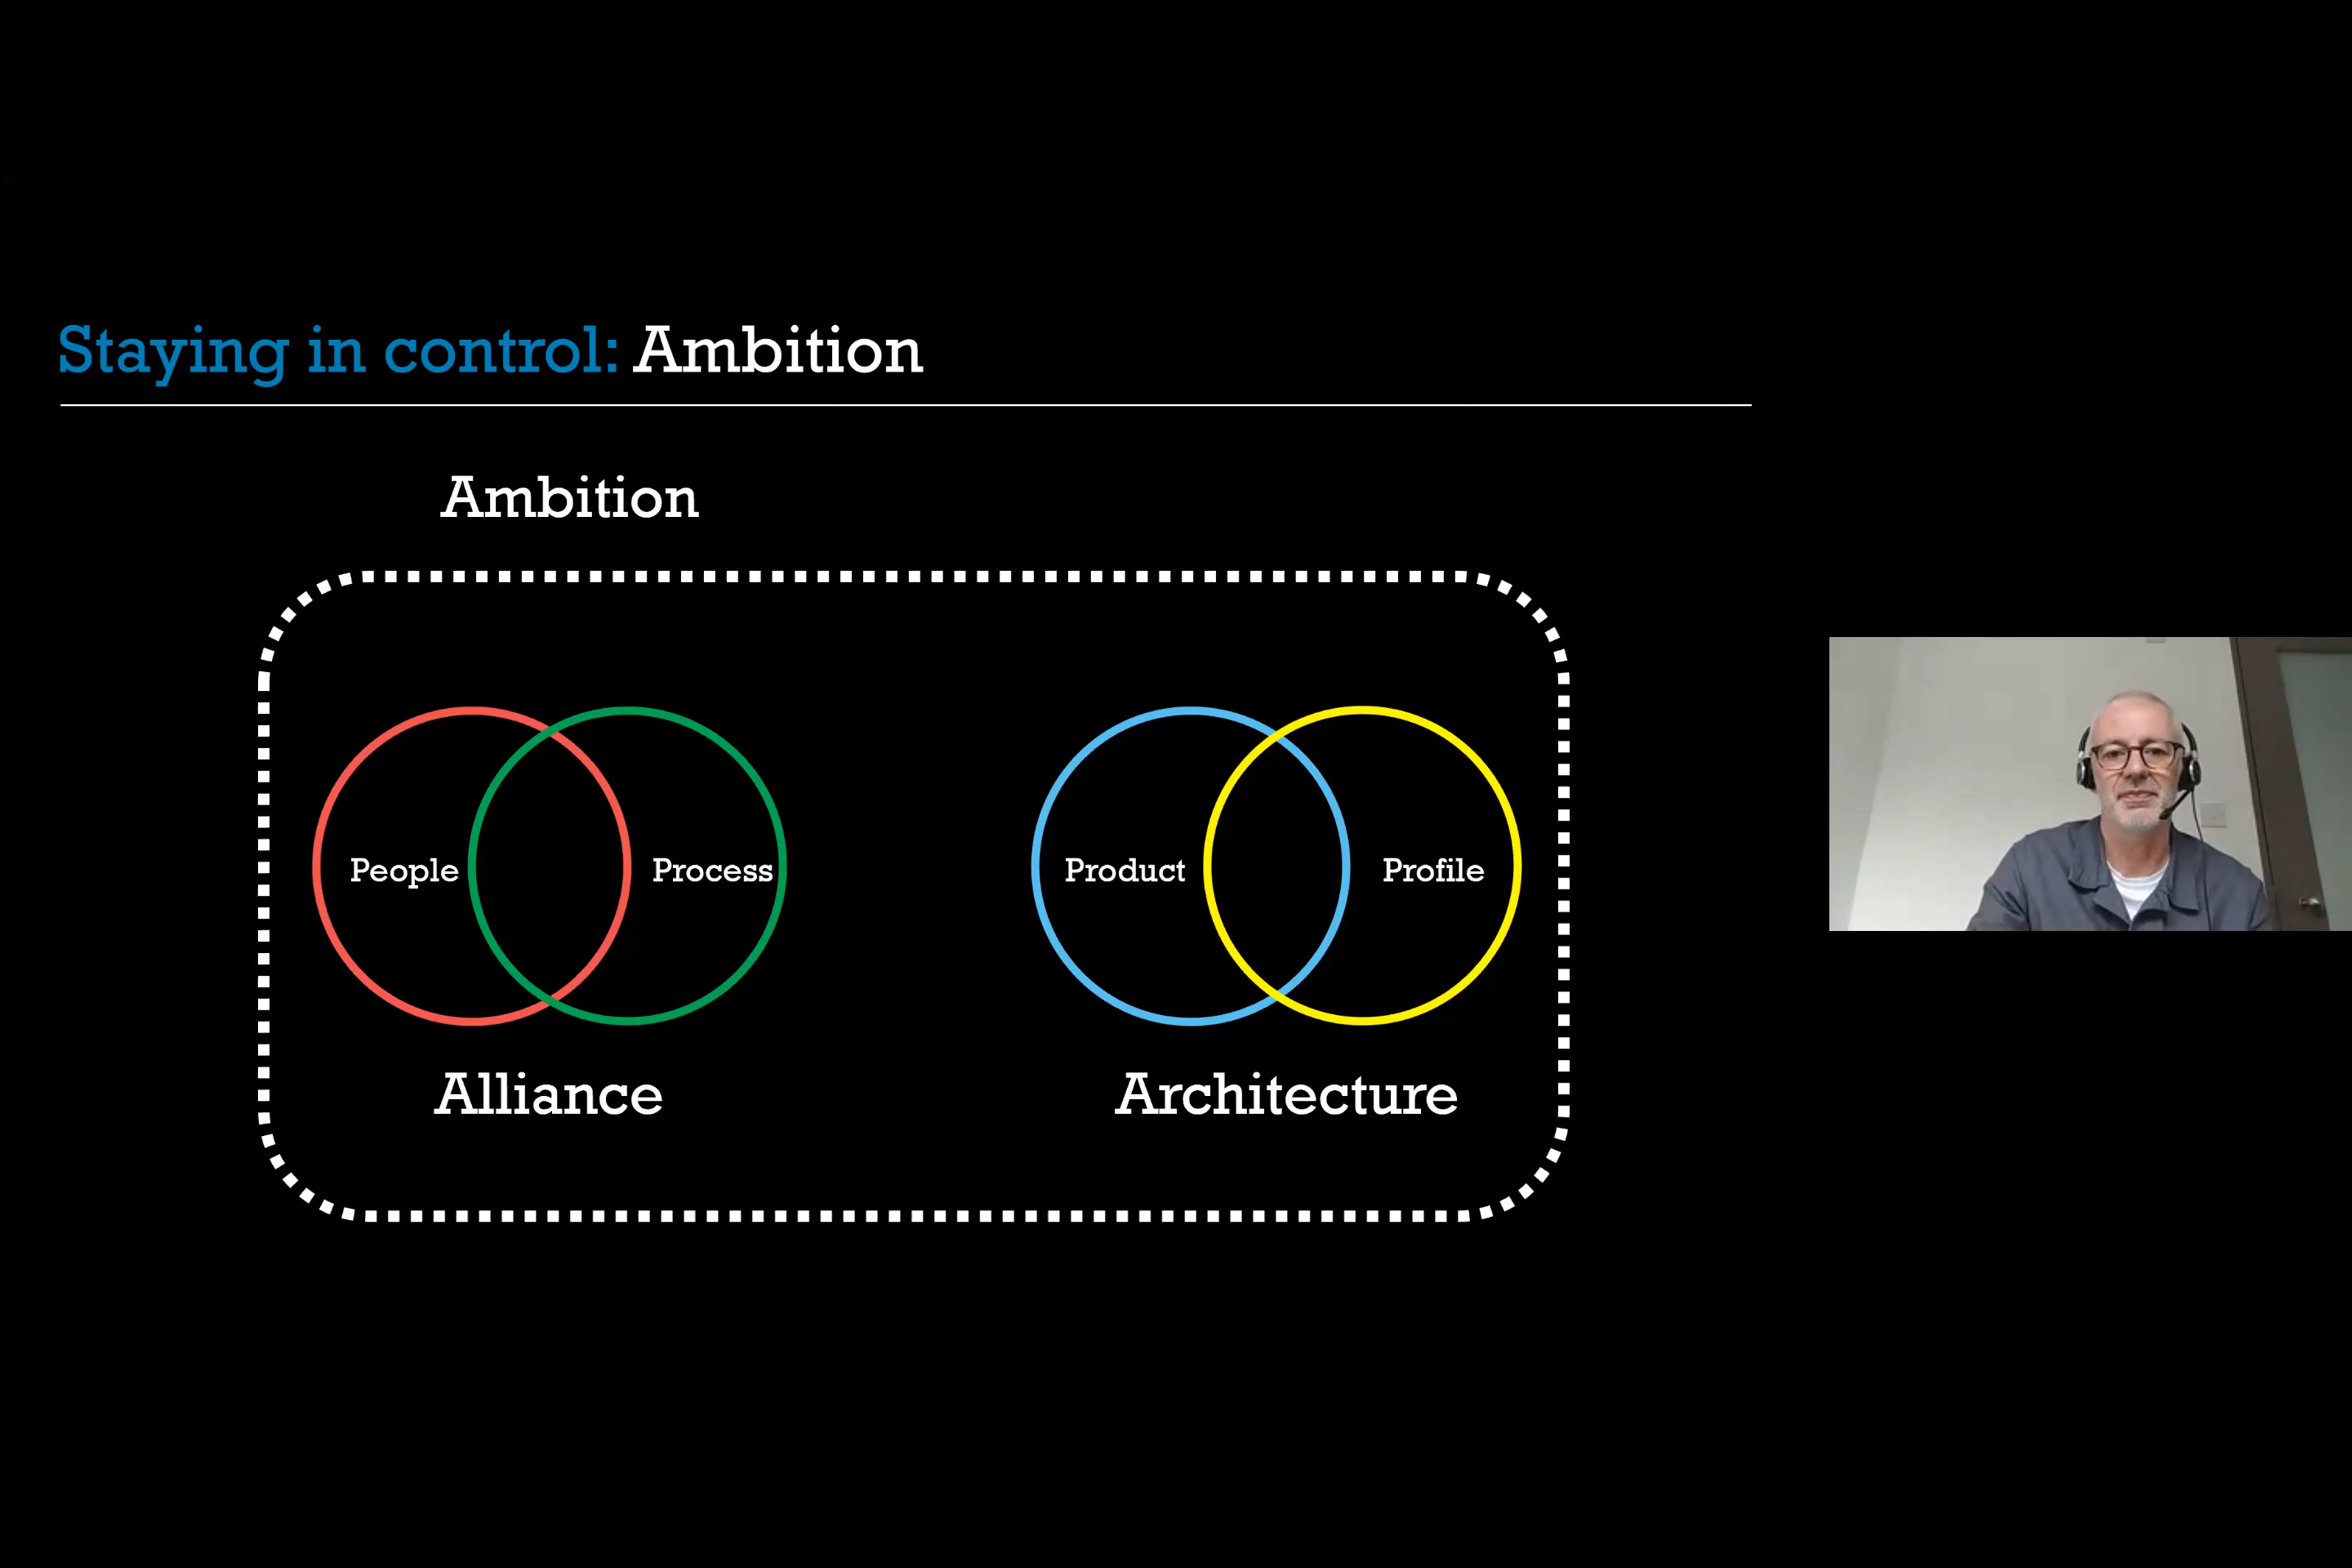 Staying in control: Ambition
Ambition
People
Process
Product
Profile
Alliance
Architecture